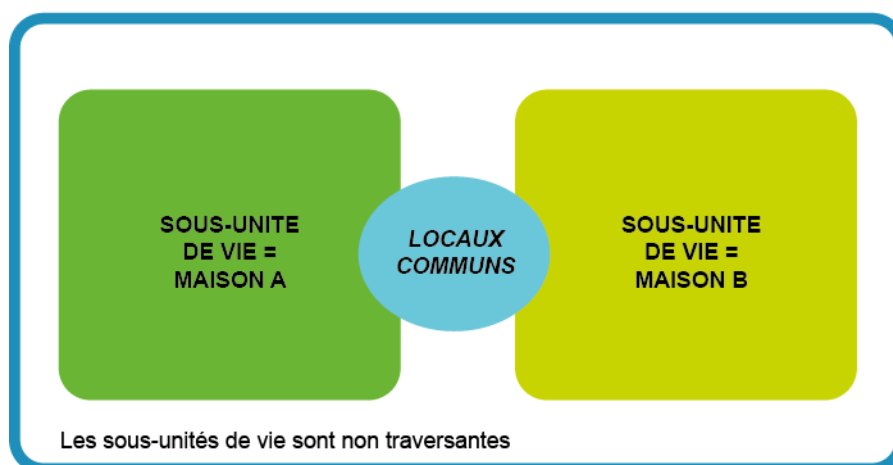 SOUS-UNITE
DE VIE =
MAISON A
LOCAUX
COMMUNS
SOUS-UNITE
DE VIE =
MAISON B
Les sous-unités de vie sont non traversantes